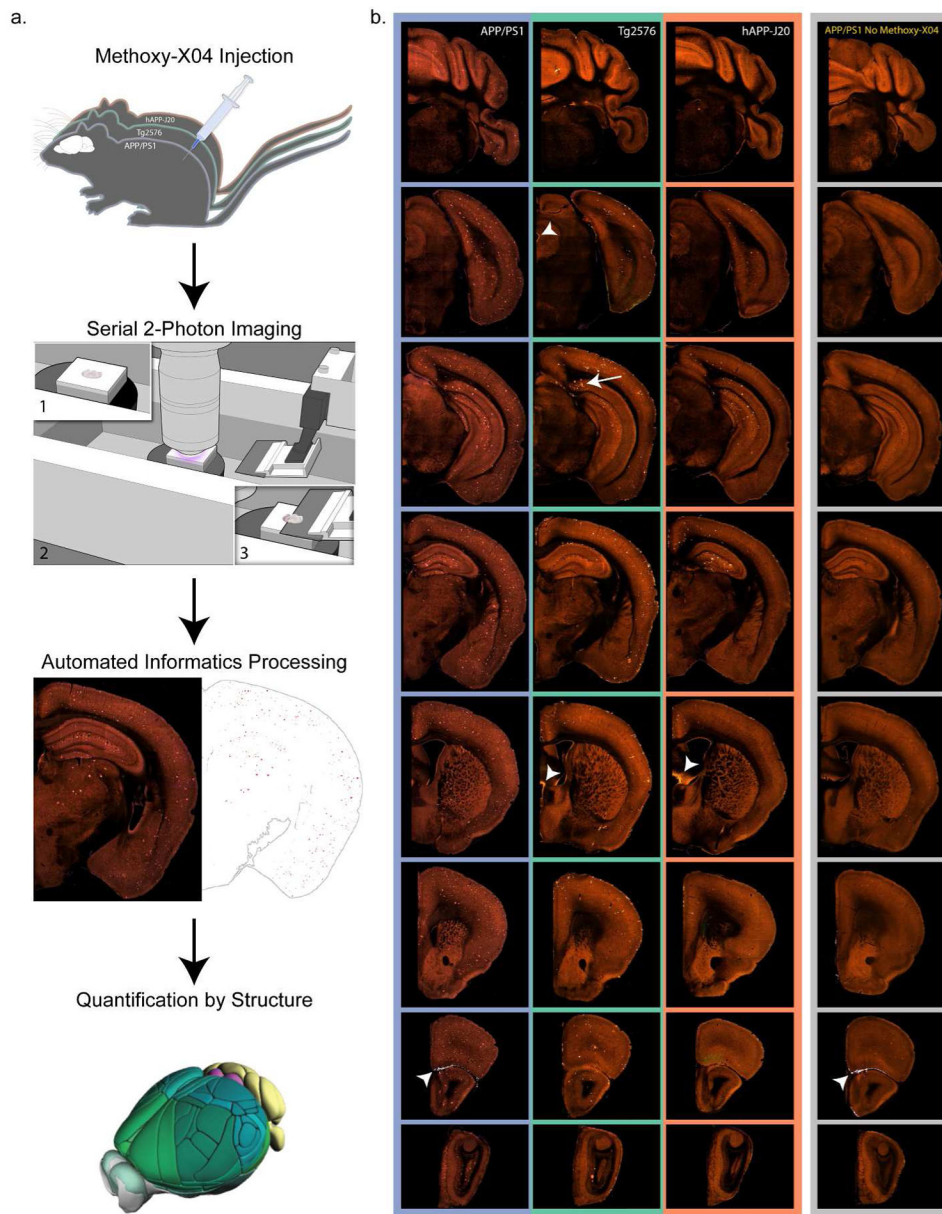 a.
Methoxy-X04 Injection
hAPP-J20
Tg2576
APP/PS1
Serial 2-Photon Imaging
1
2
3
Automated Informatics Processing
Quantification by Structure
b.
APP/PS1
Tg2576
hAPP-J20
APP/PS1 No Methoxy-X04